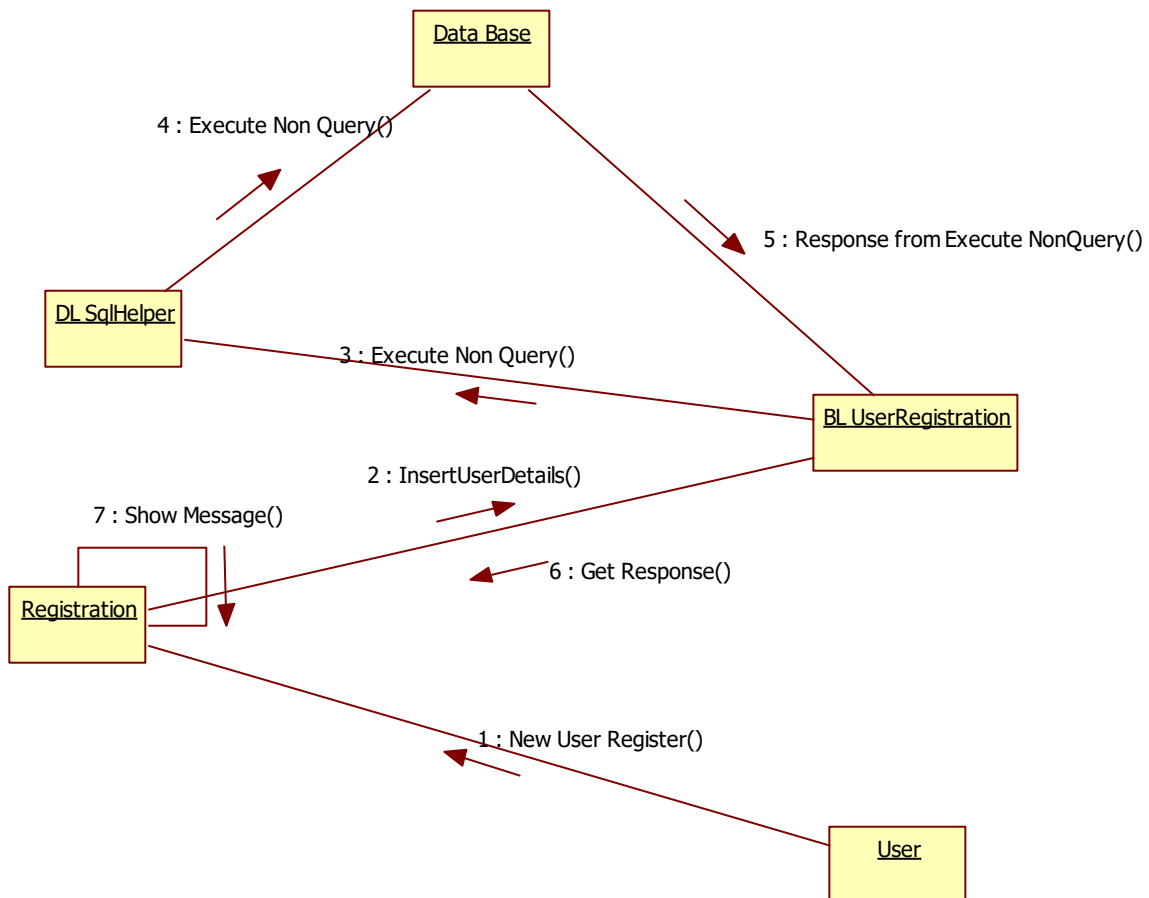 Data Base
4 : Execute Non Query()
5 : Response from Execute NonQuery()
DL SqlHelper
3 : Execute Non Query()
BL UserRegistration
2 : InsertUserDetails()
7 : Show Message()
6 : Get Response()
Registration
1 : New User Register()
User